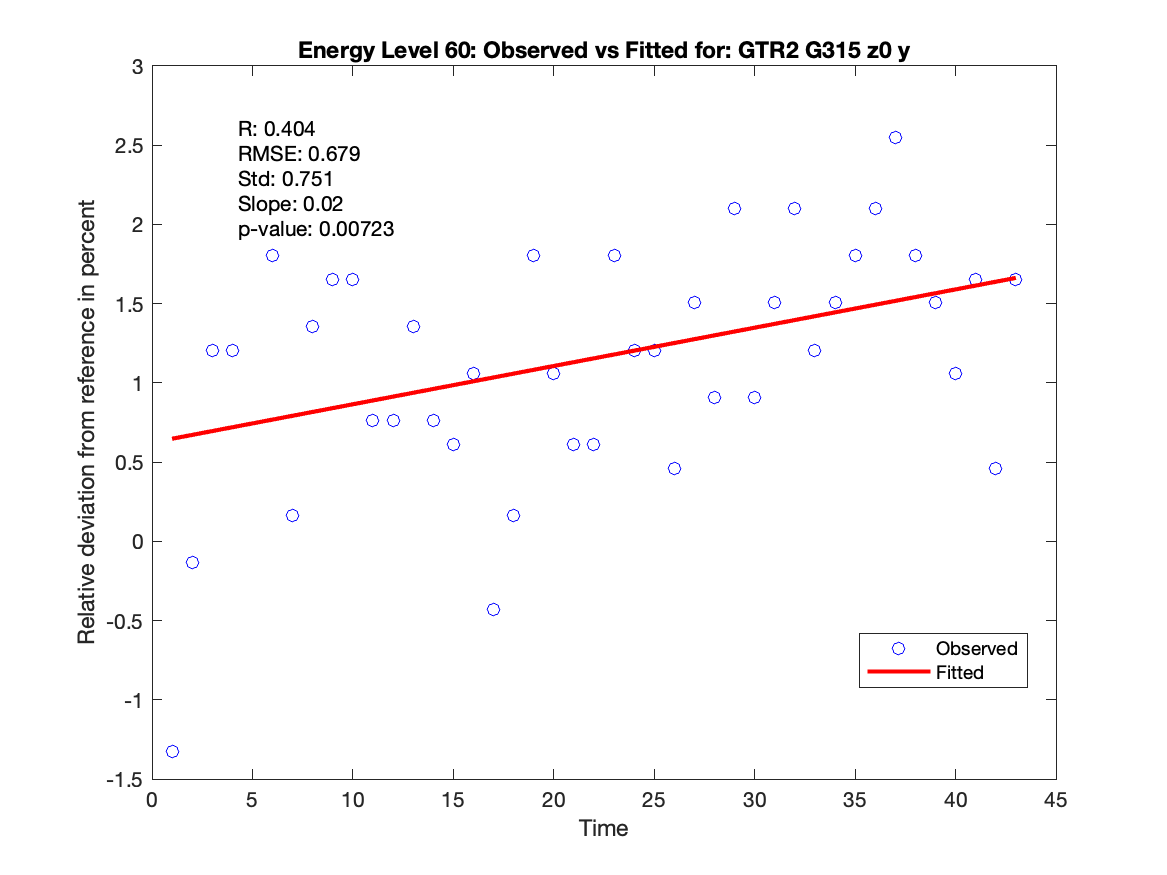 Energy Level 60: Observed vs Fitted for: GTR2 G315 z0 y
3
2.5
2
1.5
1
0.5
0
-0.5
-1
-1.5
Relative deviation from reference in percent
R: 0.404
RMSE: 0.679
Std: 0.751
Slope: 0.02
p-value: 0.00723
Observed
Fitted
0 5 10 15 20 25 30 35 40 45
Time